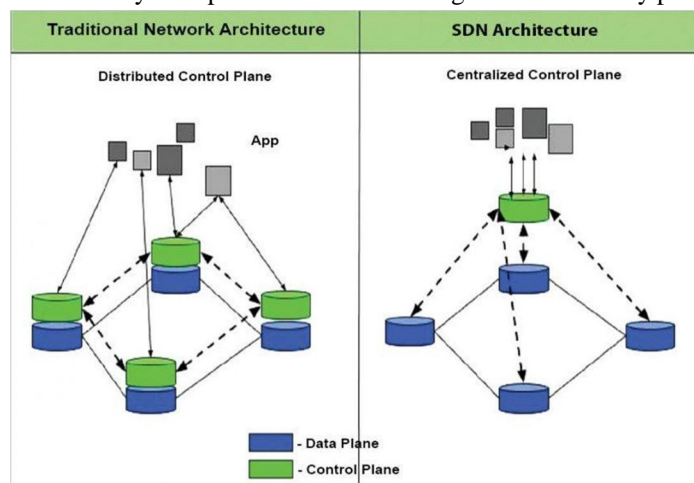 Traditional Network Architecture
SDN Architecture
Distributed Control Plane
Centralized Control Plane
App
- Data Plane
- Control Plane